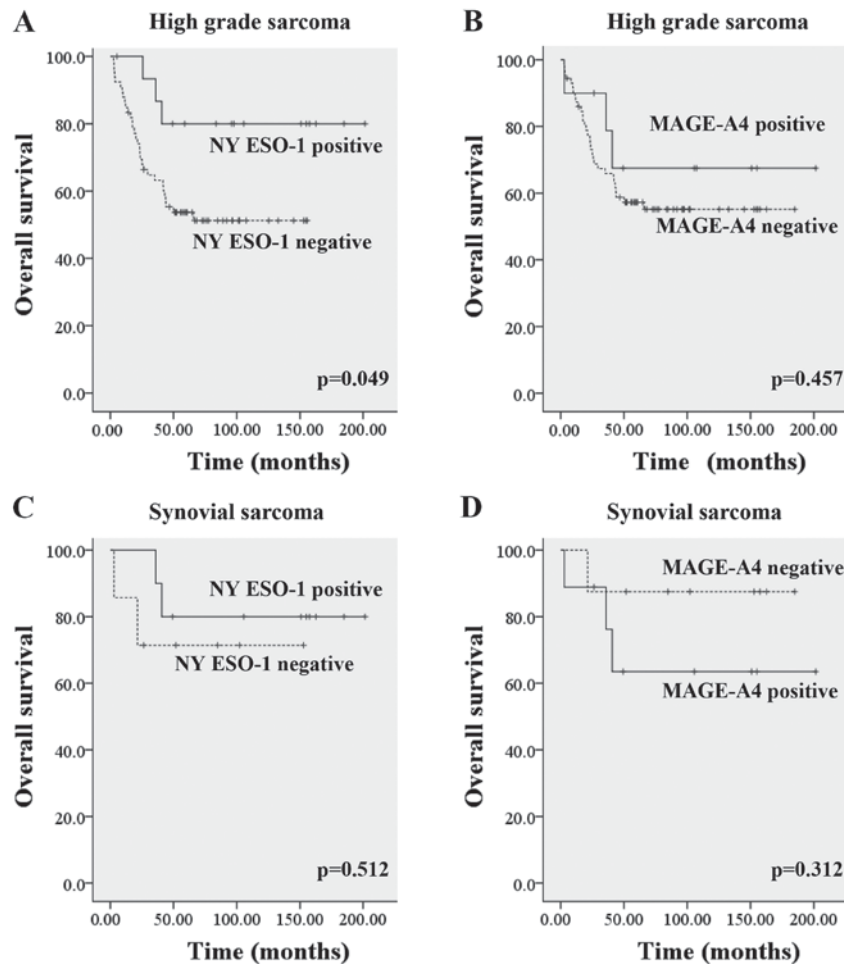 A
High grade sarcoma
Overall survival
100.0
80.0
60.0
40.0
20.0
0.0
NY ESO-1 positive
NY ESO-1 negative
p=0.049
0.00 50.00 100.00 150.00 200.00
Time (months)
B
High grade sarcoma
Overall survival
100.0
80.0
60.0
40.0
20.0
0.0
MAGE-A4 positive
MAGE-A4 negative
p=0.457
0.00 50.00 100.00 150.00 200.00
Time (months)
C
Synovial sarcoma
Overall survival
100.0
80.0
60.0
40.0
20.0
0.0
NY ESO-1 positive
NY ESO-1 negative
p=0.512
0.00 50.00 100.00 150.00 200.00
Time (months)
D
Synovial sarcoma
Overall survival
100.0
80.0
60.0
40.0
20.0
0.0
MAGE-A4 negative
MAGE-A4 positive
p=0.312
0.00 50.00 100.00 150.00 200.00
Time (months)